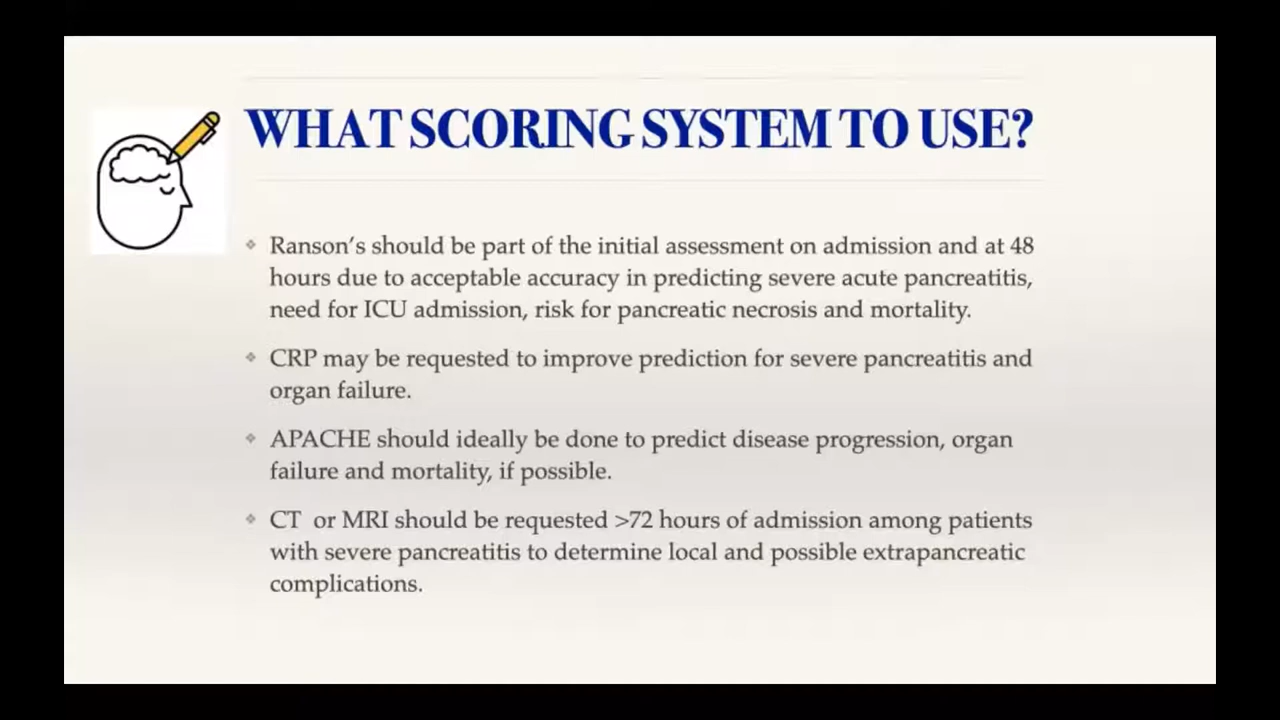 WHAT SCORING SYSTEM TO USE?
Ranson's should be part of the initial assessment on admission and at 48
hours due to acceptable accuracy in predicting severe acute pancreatitis,
need for ICU admission, risk for pancreatic necrosis and mortality.
CRP may be requested to improve prediction for severe pancreatitis and
organ failure.
APACHE should ideally be done to predict disease progression, organ
failure and mortality, if possible.
CT or MRI should be requested >72 hours of admission among patients
with severe pancreatitis to determine local and possible extrapancreatic
complications.